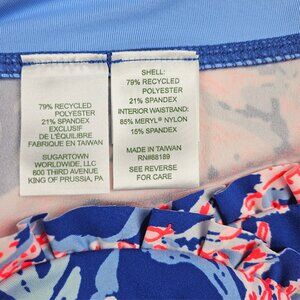 79% RECYCLED
POLYESTER
21% SPANDEX
EXCLUSIF
DE L'ÉQUILIBRE
FABRIQUE EN TAIWAN
SUGARTOWN
WORLDWIDE, LLC
800 THIRD AVENUE
KING OF PRUSSIA, PA
SHELL:
79% RECYCLED
POLYESTER
21% SPANDEX
INTERIOR WAISTBAND:
85% MERYL® NYLON
15% SPANDEX
MADE IN TAIWAN
RN#88189
SEE REVERSE
FOR CARE